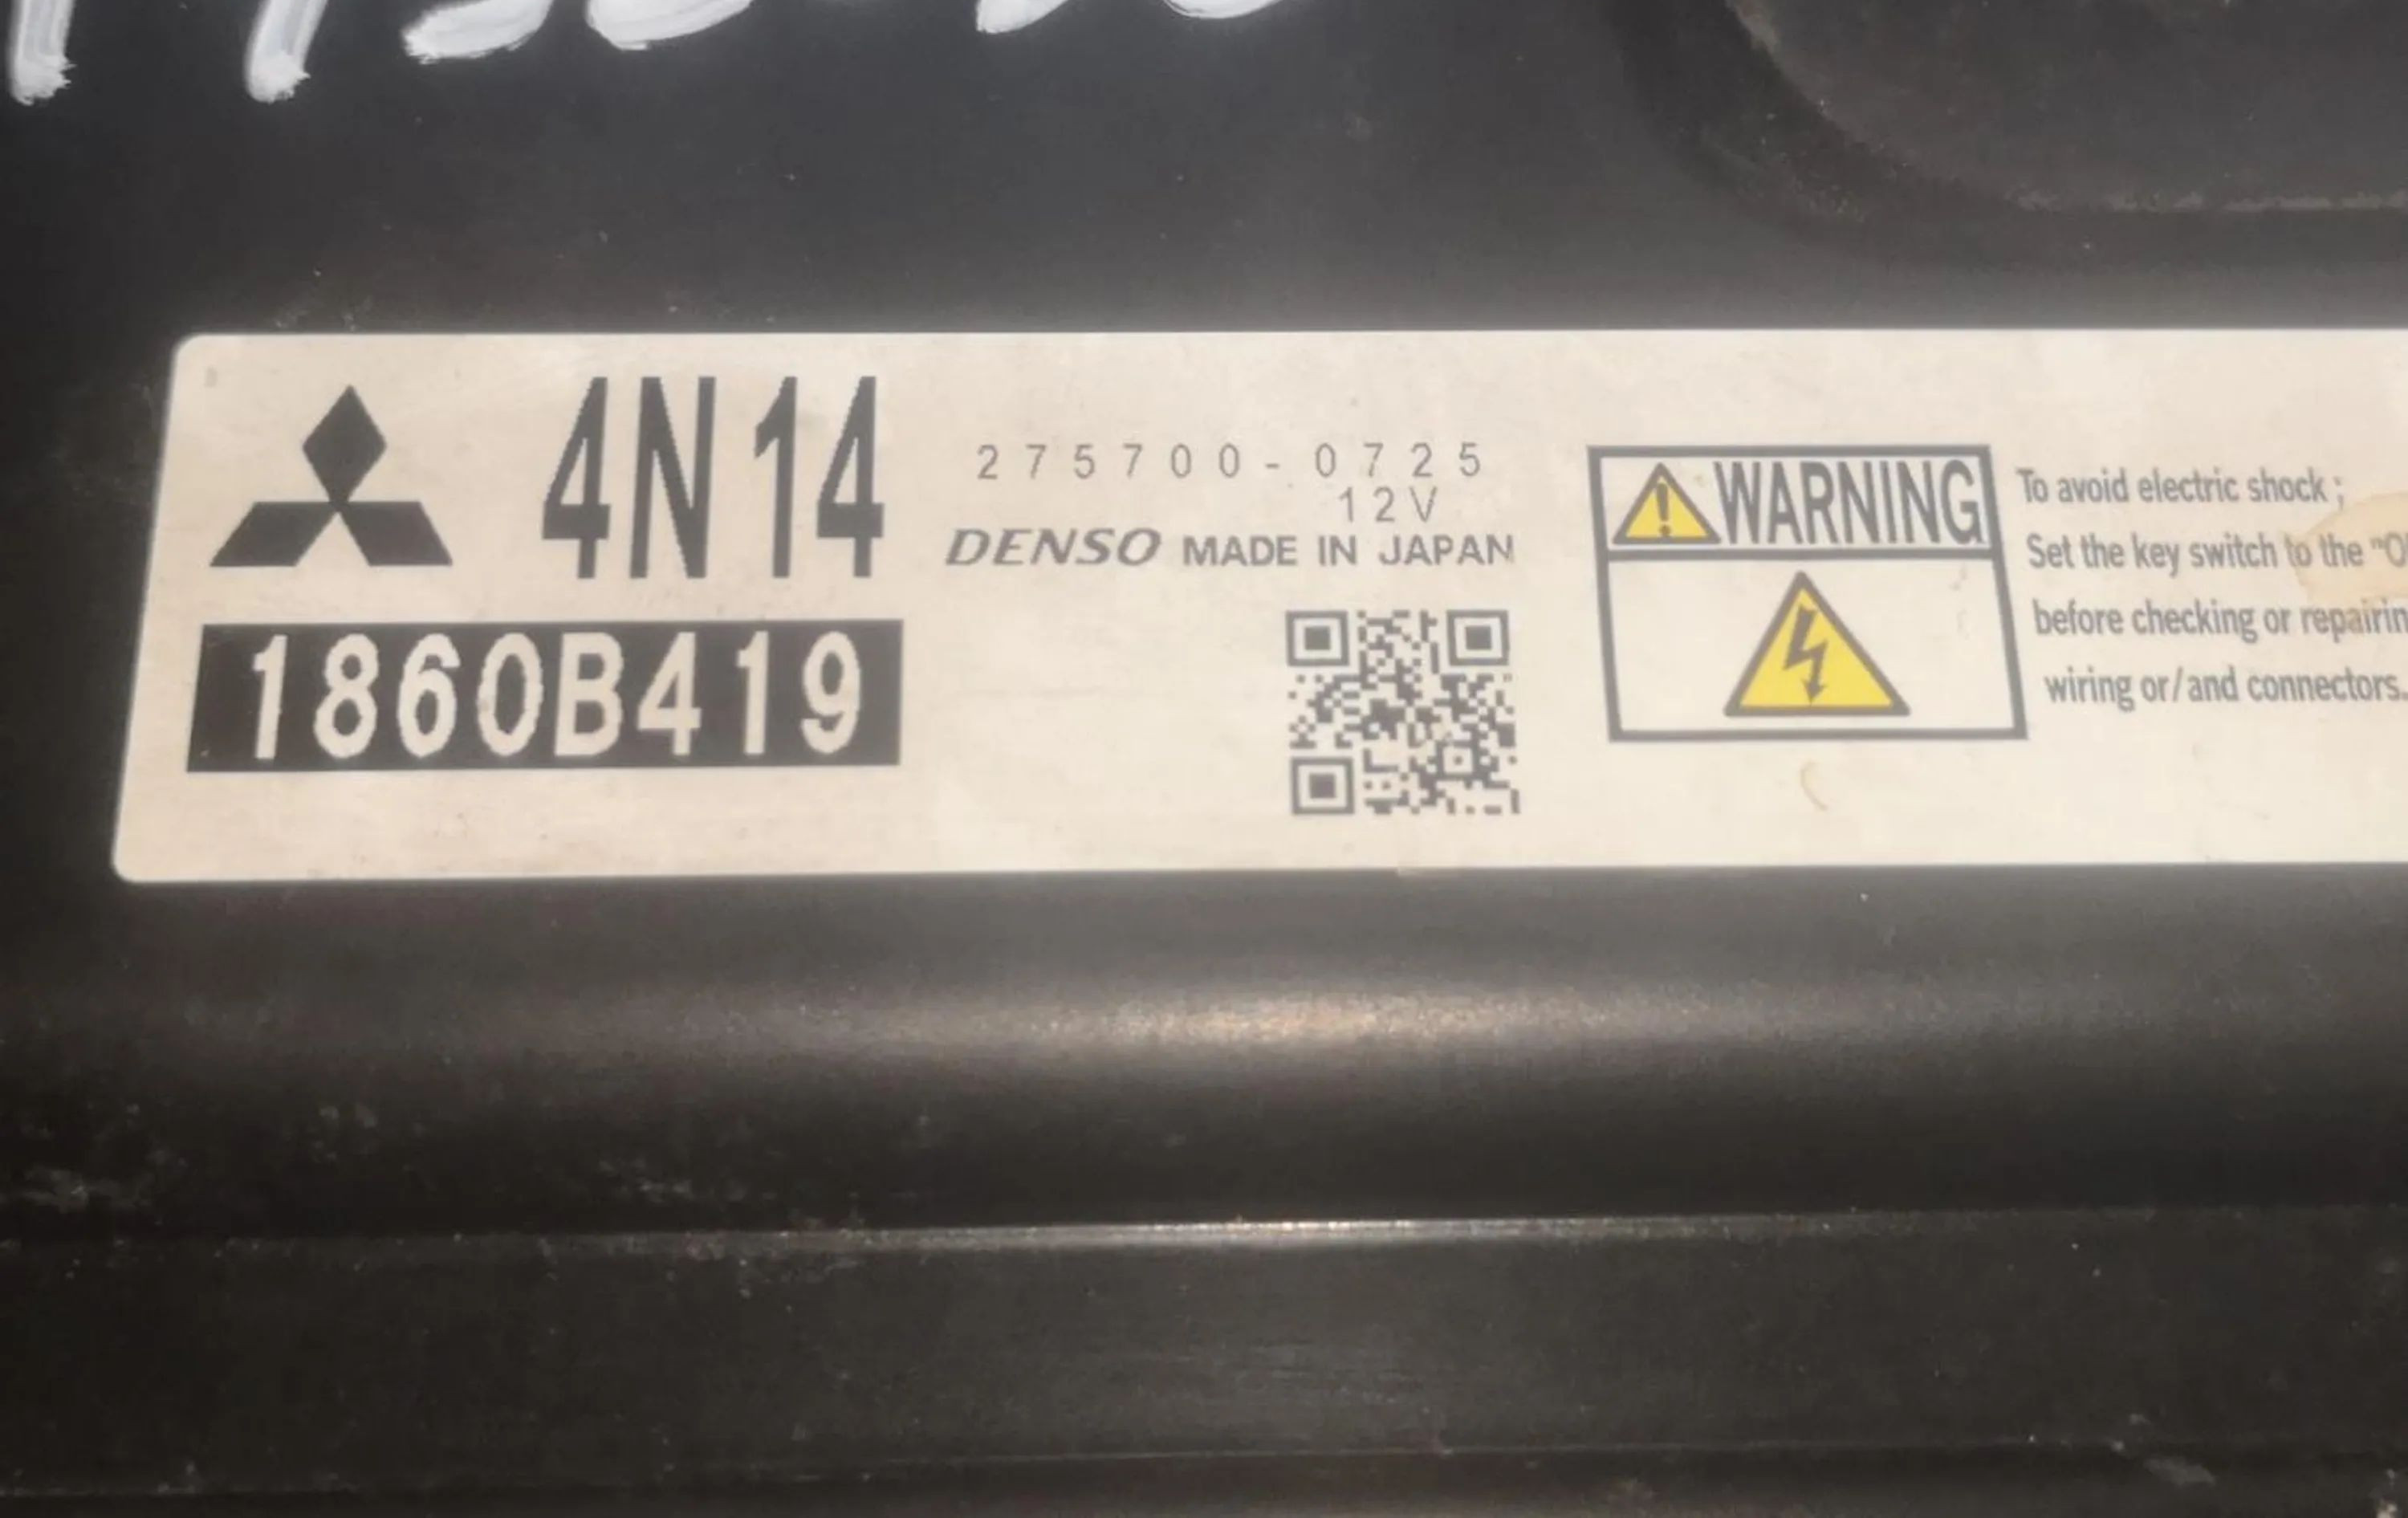 4N14
275700-0725
12V
DENSO MADE IN JAPAN
1860B419
WARNING
To avoid electric shock;
Set the key switch to the
before checking or
wiring or/and connectors.